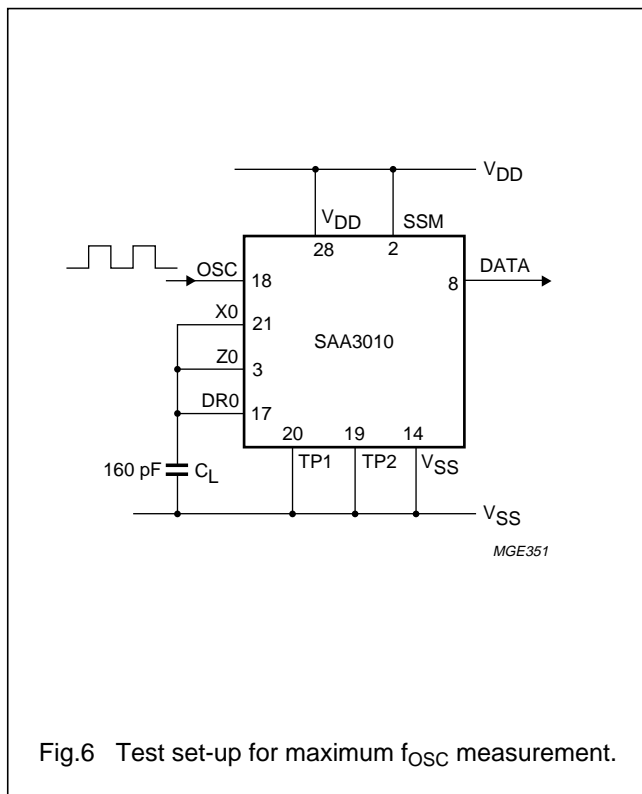 VDD
VDD SSM
28 2
OSC 18
8 DATA
X0 21
SAA3010
Z0 3
DR0 17
20 19 14
TP1 TP2 VSS
160 pF CL
VSS
MGE351
Fig.6 Test set-up for maximum fOSC measurement.